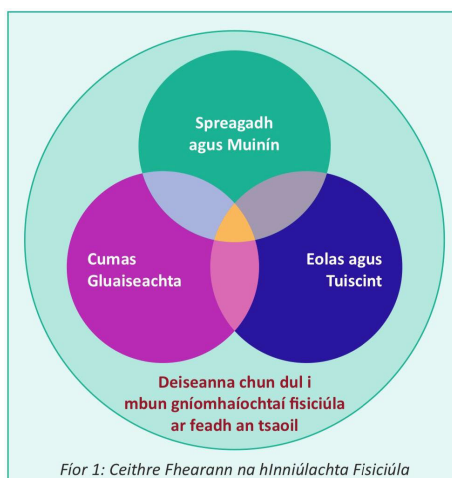 Spreagadh
agus Muinín
Cumas
Gluaiseachta
Eolas agus
Tuiscint
Deiseanna chun dul i
mbun gníomhaíochtaí fisiciúla
ar feadh an tsaoil
Fíor 1: Ceithre Fhearann na hInniúlachta Fisiciúla